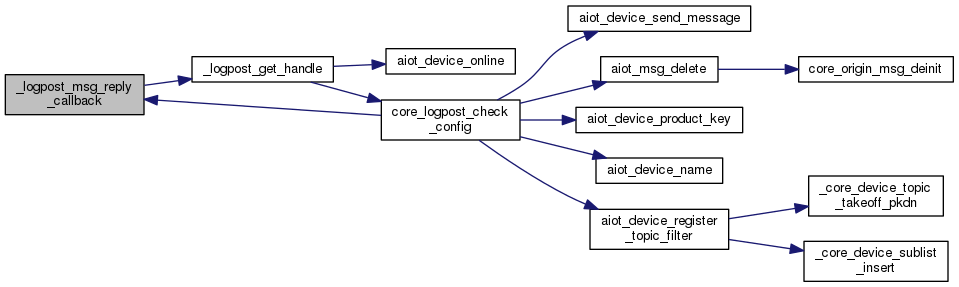 _logpost_msg_reply
_callback
_logpost_get_handle
aiot_device_online
core_logpost_check
_config
aiot_device_send_message
aiot_msg_delete
core_origin_msg_deinit
aiot_device_product_key
aiot_device_name
aiot_device_register
_topic_filter
_core_device_topic
_takeoff_pkdn
_core_device_sublist
_insert